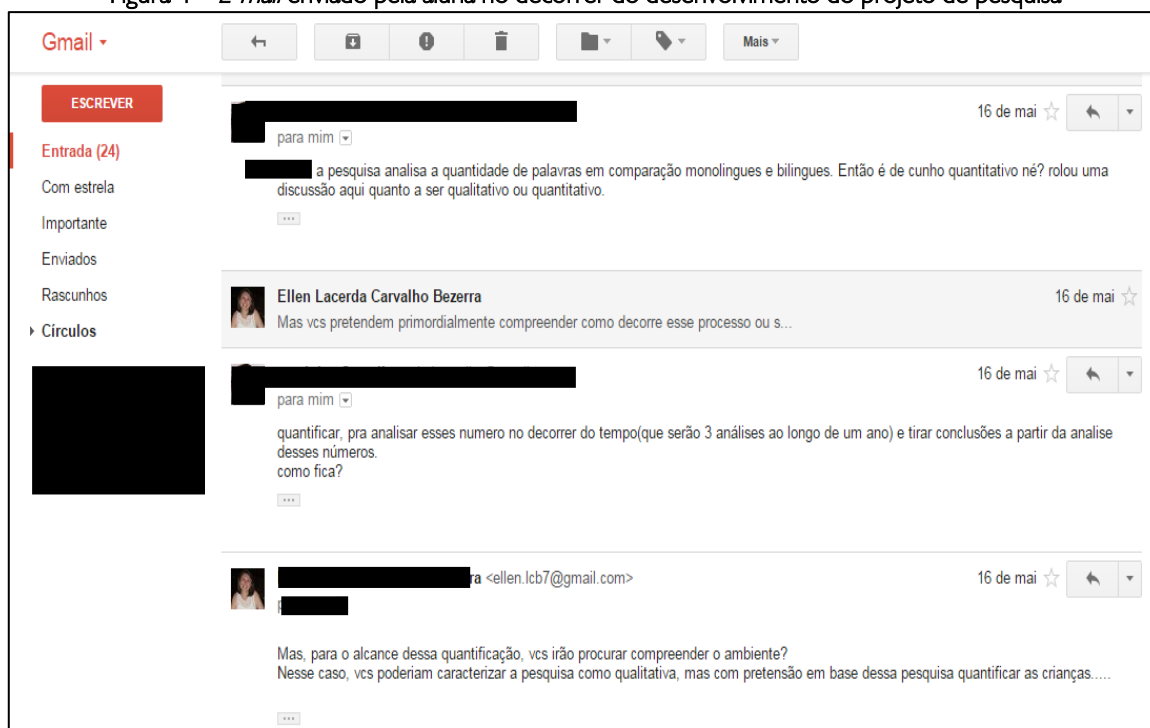 Figura 4 – E-mail enviado pela aluna no decorrer do desenvolvimento do projeto de pesquisa
Gmail
Mais
ESCREVER
Entrada (24)
Com estrela
Importante
Enviados
Rascunhos
Círculos
16 de mai
para mim
a pesquisa analisa a quantidade de palavras em comparação monolingues e bilingues. Então é de cunho quantitativo né? rolou uma
discussão aqui quanto a ser qualitativo ou quantitativo.
...
Ellen Lacerda Carvalho Bezerra
16 de mai
Mas vcs pretendem primordialmente compreender como decorre esse processo ou s...
16 de mai
para mim
quantificar, pra analisar esses numero no decorrer do tempo(que serão 3 análises ao longo de um ano) e tirar conclusões a partir da analise
desses números.
como fica?
...
ra <ellen.lcb7@gmail.com>
16 de mai
Mas, para o alcance dessa quantificação, vcs irão procurar compreender o ambiente?
Nesse caso, vcs poderiam caracterizar a pesquisa como qualitativa, mas com pretensão em base dessa pesquisa quantificar as crianças.....
...